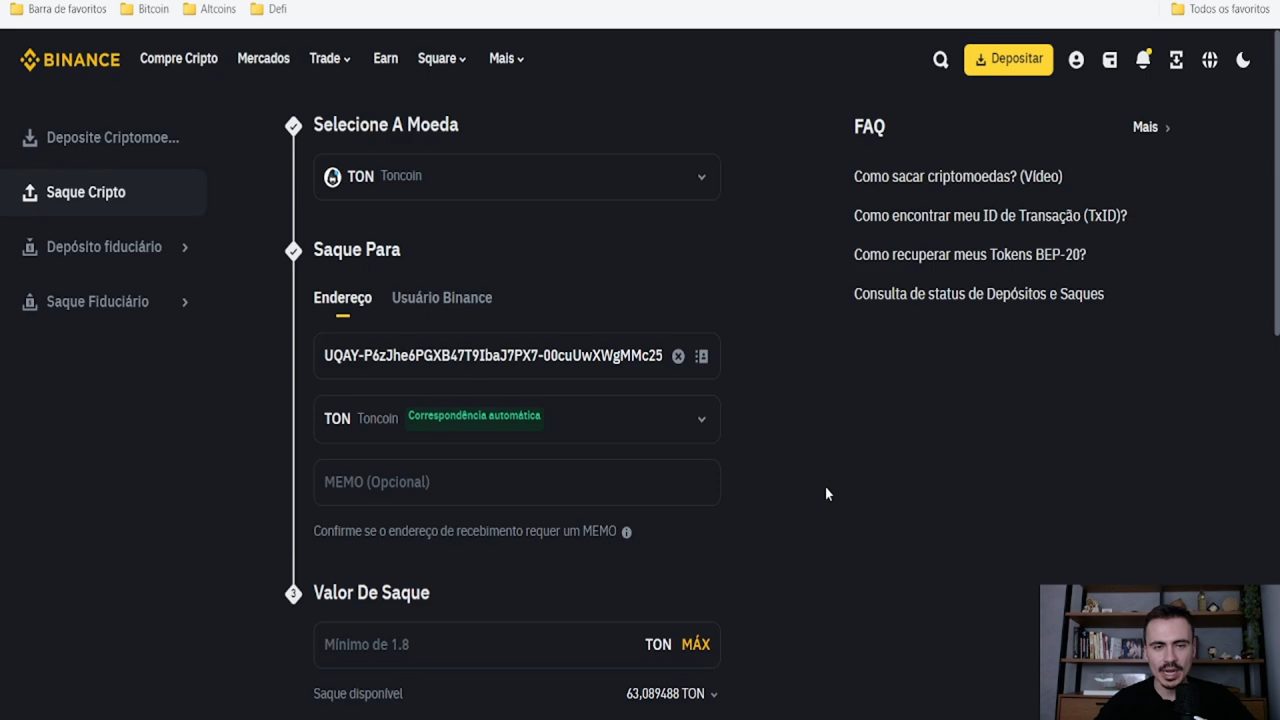 Barra de favoritos Bitcoin Altcoins Defi Todos os favoritos
BINANCE Compre Cripto Mercados Trade Earn Square Mais Depositar
Deposite Criptomoe...
Saque Cripto
Depósito fiduciário
Saque Fiduciário
Selecione A Moeda
TON Toncoin
Saque Para
Endereço Usuário Binance
UQAY-P6zJhe6PGXB47T9IbaJ7PX7-00cuUwXWgMMc25
TON Toncoin Correspondência automática
MEMO (Opcional)
Confirme se o endereço de recebimento requer um MEMO
3 Valor De Saque
Mínimo de 1.8 TON MÁX
Saque disponível 63,089488 TON
FAQ Mais
Como sacar criptomoedas? (Vídeo)
Como encontrar meu ID de Transação (TxID)?
Como recuperar meus Tokens BEP-20?
Consulta de status de Depósitos e Saques